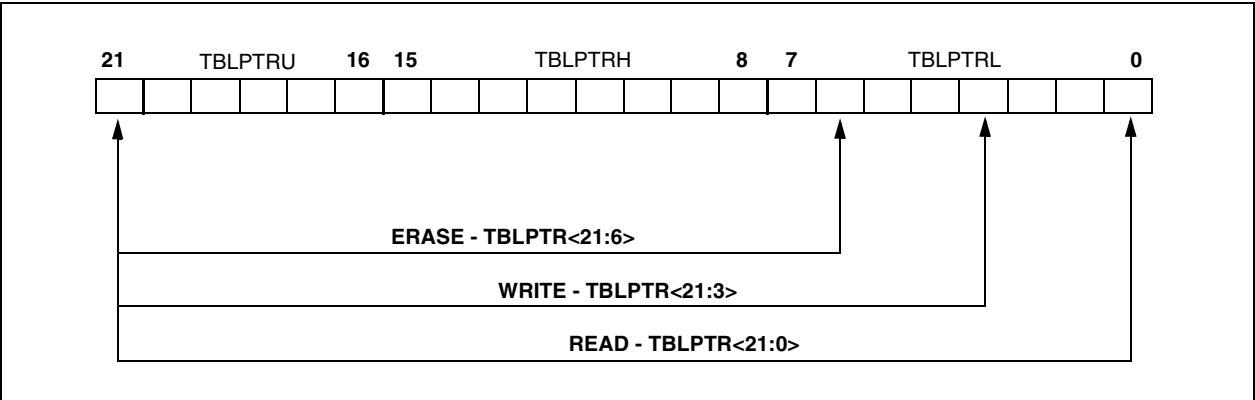 21 TBLPTRU 16 15 TBLPTRH 8 7 TBLPTRL 0
ERASE - TBLPTR<21:6>
WRITE - TBLPTR<21:3>
READ - TBLPTR<21:0>